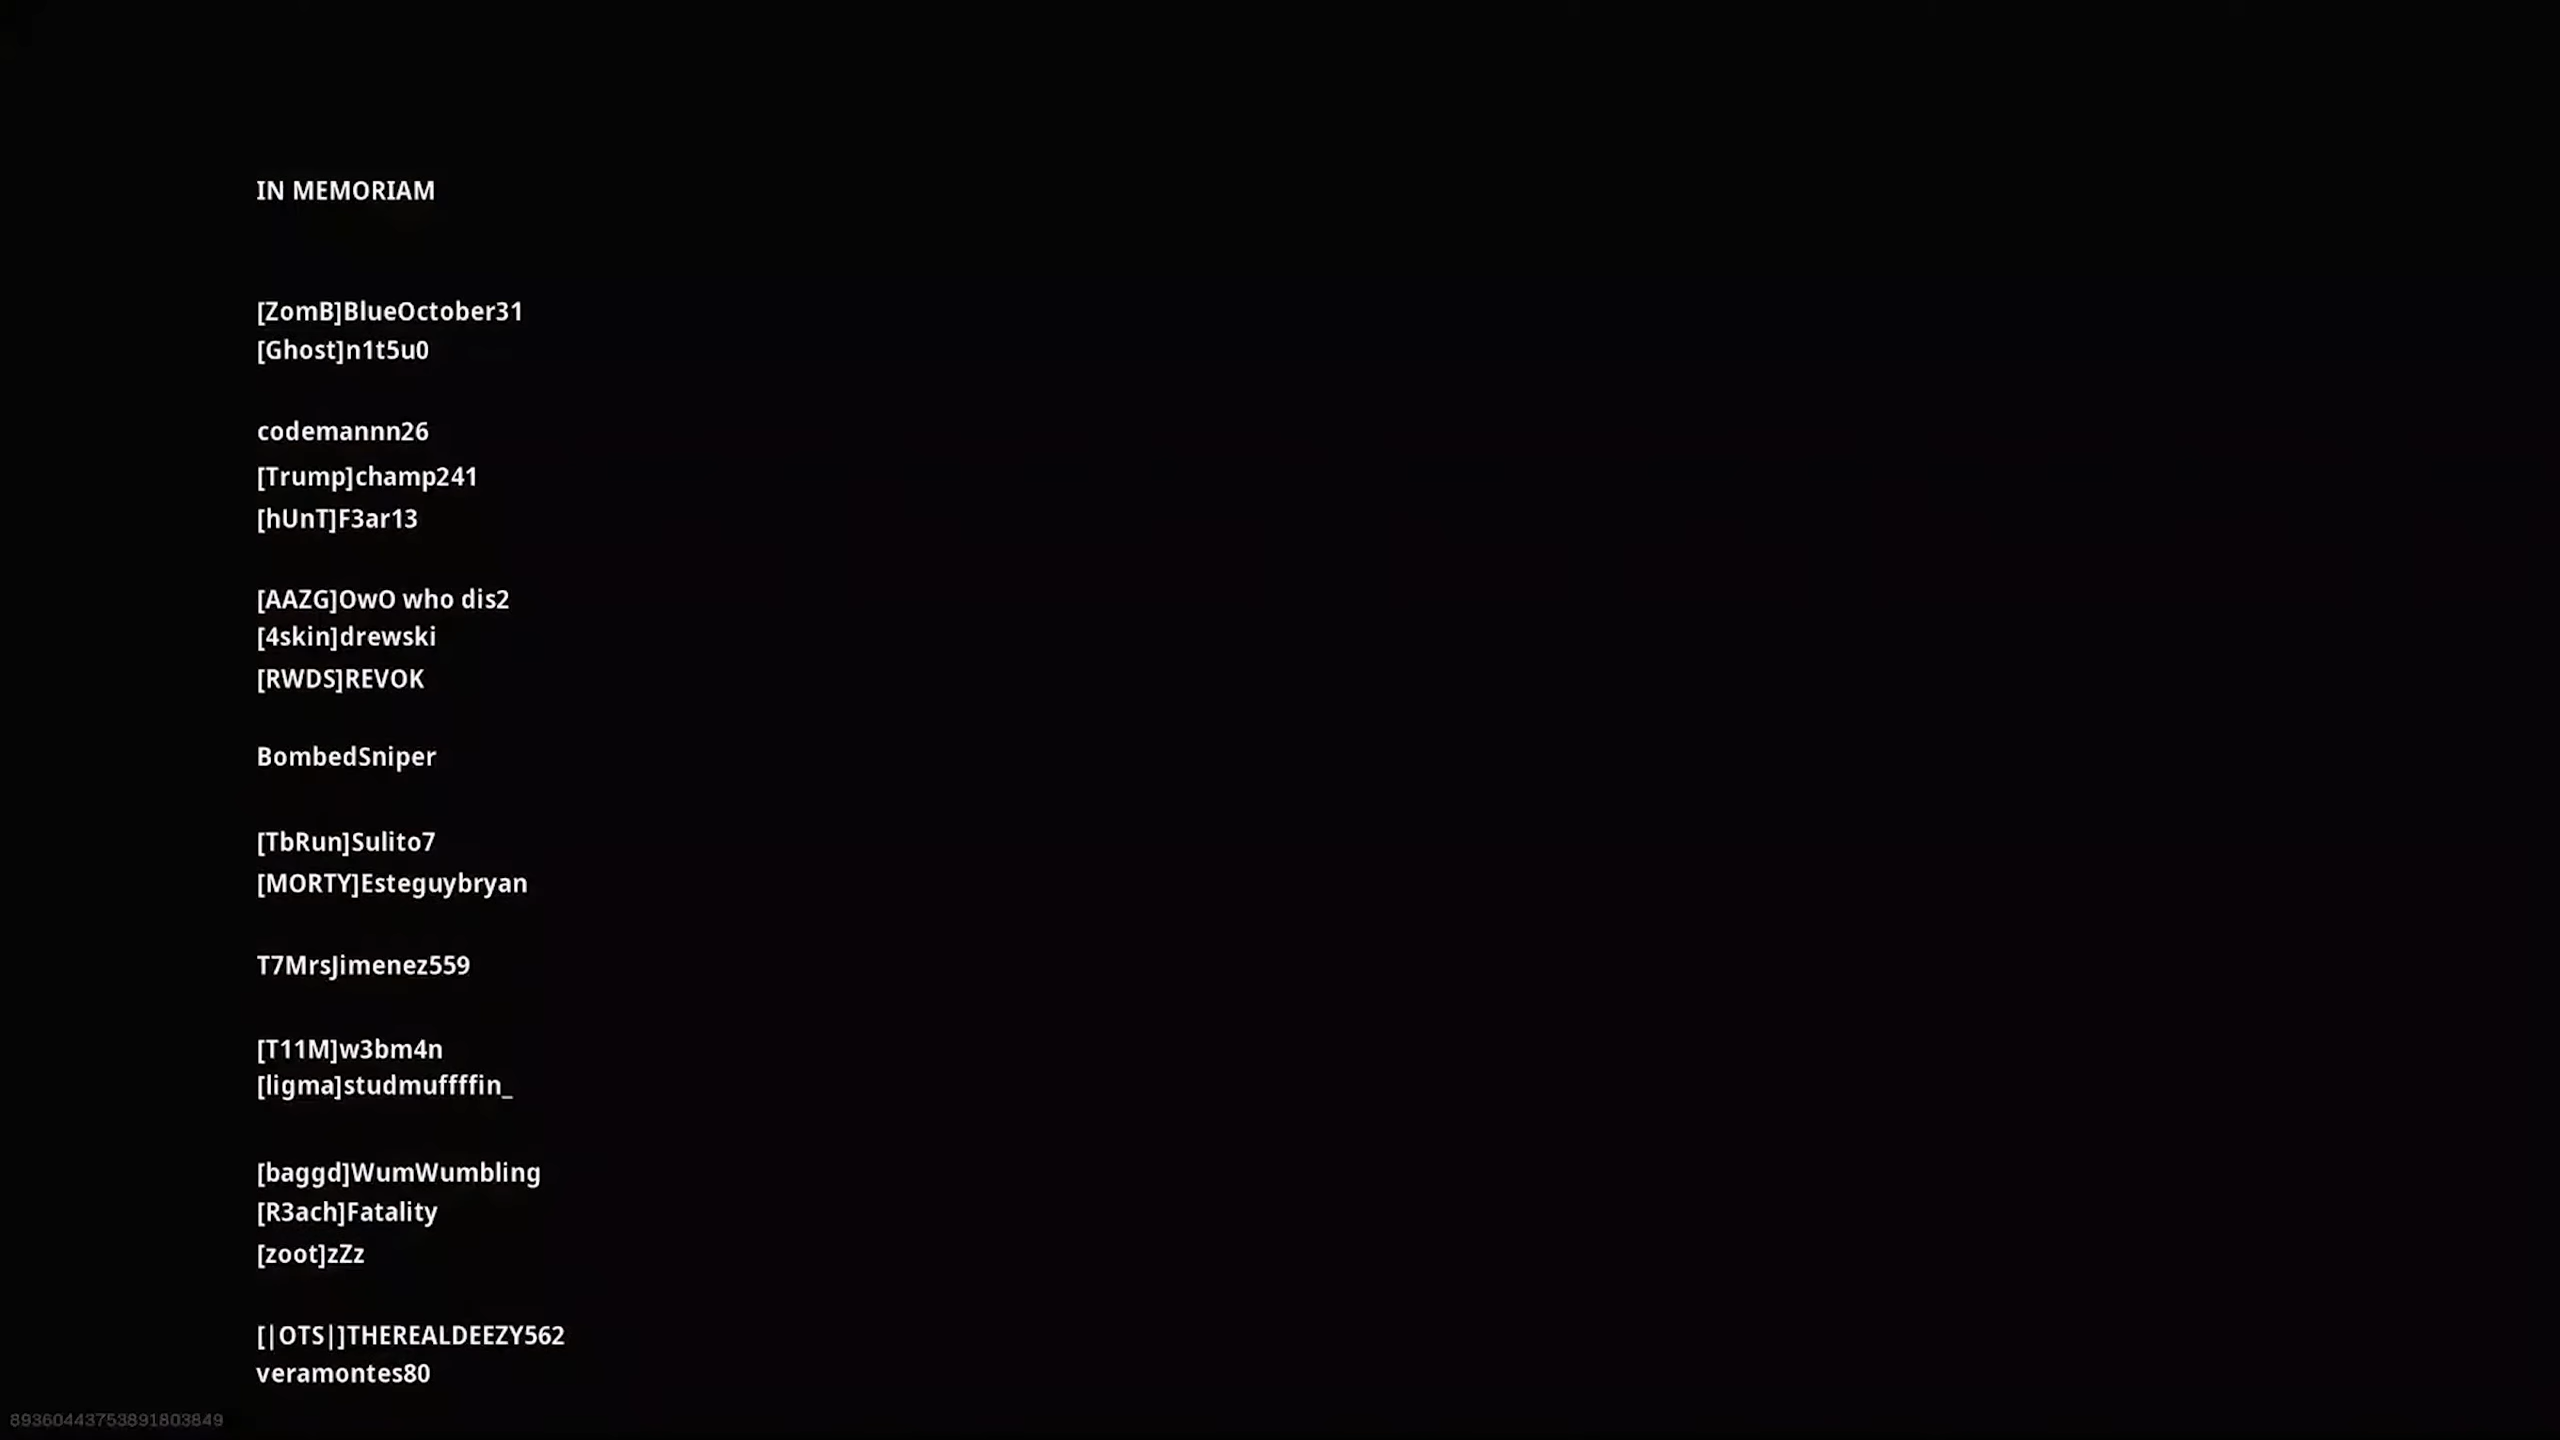 IN MEMORIAM
[ZomB]BlueOctober31
[Ghost]n1t5u0
codemannn26
[Trump]champ241
[hUnT]F3ar13
[AAZG]OwO who dis2
[4skin]drewski
[RWDS]REVOK
BombedSniper
[TbRun]Sulito7
[MORTY]Esteguybryan
T7MrsJimenez559
[T11M]w3bm4n
[ligma]studmuffffin_
[baggd]WumWumbling
[R3ach]Fatality
[zoot]zZz
[|OTS|]THEREALDEEZY562
veramontes80
89360443753891803849